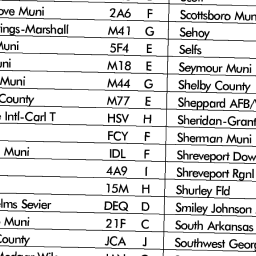 ove Muni 2A6 F Scottsboro Muni
ings-Marshall M41 G Sehoy
Muni 5F4 E Selfs
uni M18 E Seymour Muni
Muni M44 G Shelby County
County M77 E Sheppard AFB/
Intl-Carl T HSV H Sheridan-Grant
FCY F Sherman Muni
Muni IDL F Shreveport Dow
4A9 I Shreveport Rgnl
15M H Shurley Fld
elms Sevier DEQ D Smiley Johnson
Muni 21F C South Arkansas
County JCA J Southwest Georg